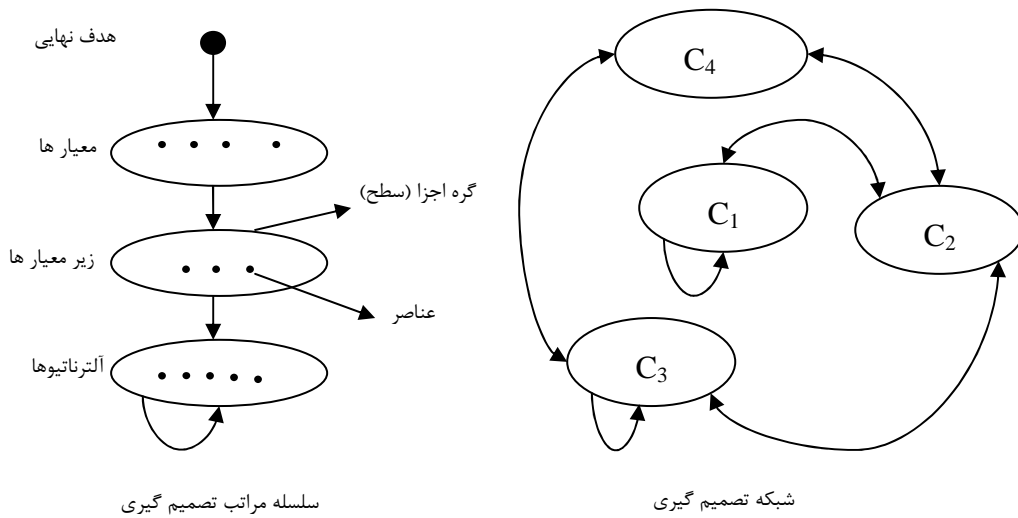 هدف نهایی
معیار ها
گره اجزا (سطح)
زیر معیار ها
عناصر
آلترناتیوها
سلسله مراتب تصمیم گیری
C4
C1
C2
C3
شبکه تصمیم گیری